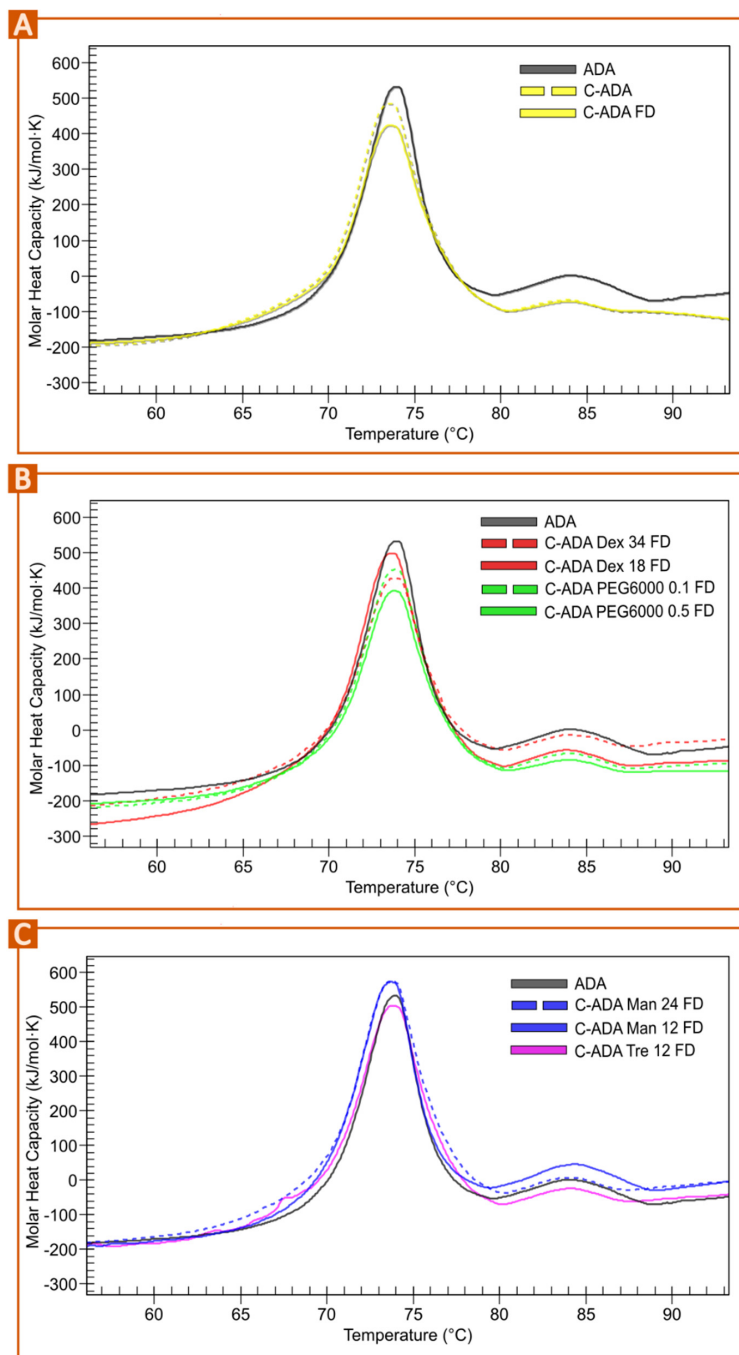 A
Molar Heat Capacity (kJ/mol·K)
600
500
400
300
200
100
0
-100
-200
-300
ADA
C-ADA
C-ADA FD
60 65 70 75 80 85 90
Temperature (°C)
B
Molar Heat Capacity (kJ/mol·K)
600
500
400
300
200
100
0
-100
-200
-300
ADA
C-ADA Dex 34 FD
C-ADA Dex 18 FD
C-ADA PEG6000 0.1 FD
C-ADA PEG6000 0.5 FD
60 65 70 75 80 85 90
Temperature (°C)
C
Molar Heat Capacity (kJ/mol·K)
600
500
400
300
200
100
0
-100
-200
-300
ADA
C-ADA Man 24 FD
C-ADA Man 12 FD
C-ADA Tre 12 FD
60 65 70 75 80 85 90
Temperature (°C)